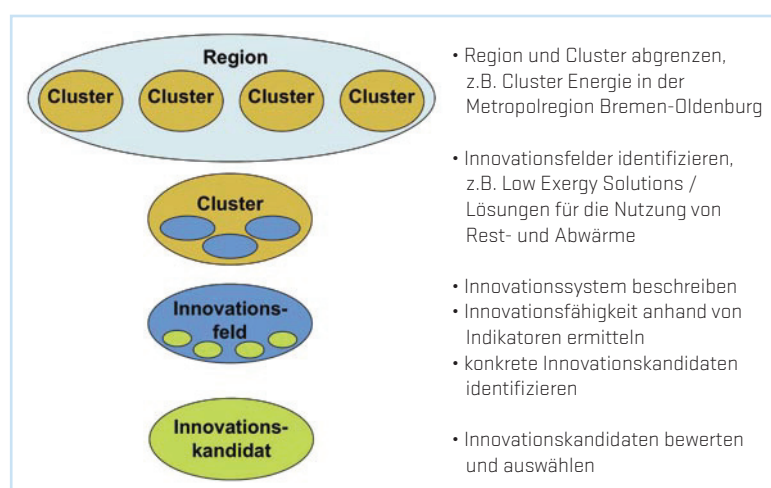 Region
Cluster Cluster Cluster Cluster
• Region und Cluster abgrenzen,
z.B. Cluster Energie in der
Metropolregion Bremen-Oldenburg
Cluster
• Innovationsfelder identifizieren,
z.B. Low Exergy Solutions /
Lösungen für die Nutzung von
Rest- und Abwärme
Innovations-
feld
• Innovationssystem beschreiben
• Innovationsfähigkeit anhand von
Indikatoren ermitteln
• konkrete Innovationskandidaten
identifizieren
Innovations-
kandidat
• Innovationskandidaten bewerten
und auswählen